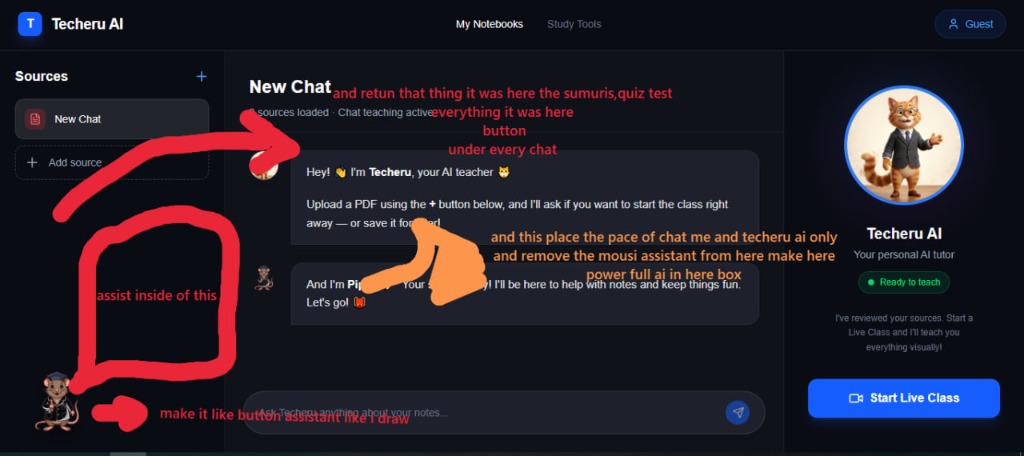 T Techeru AI
My Notebooks Study Tools
Guest
Sources +
New Chat
+ Add source
assist inside of this
make it like button assistant like I draw
New Chat
and retun that thing it was here the sumuris,quiz test
sources loaded · Chat teaching active
everything it was here
button
under every chat
Hey! 👋 I'm Techeru, your AI teacher 🐱
Upload a PDF using the + button below, and I'll ask if you want to start the class right
away — or save it for
and this place the pace of chat me and techeru ai only
and remove the mousi assistant from here make here
power full ai in here box
And I'm Pip Your I'll be here to help with notes and keep things fun.
Let's go!
Ask Techeru anything about your notes...
Techeru AI
Your personal AI tutor
Ready to teach
I've reviewed your sources. Start a
Live Class and I'll teach you
everything visually!
Start Live Class